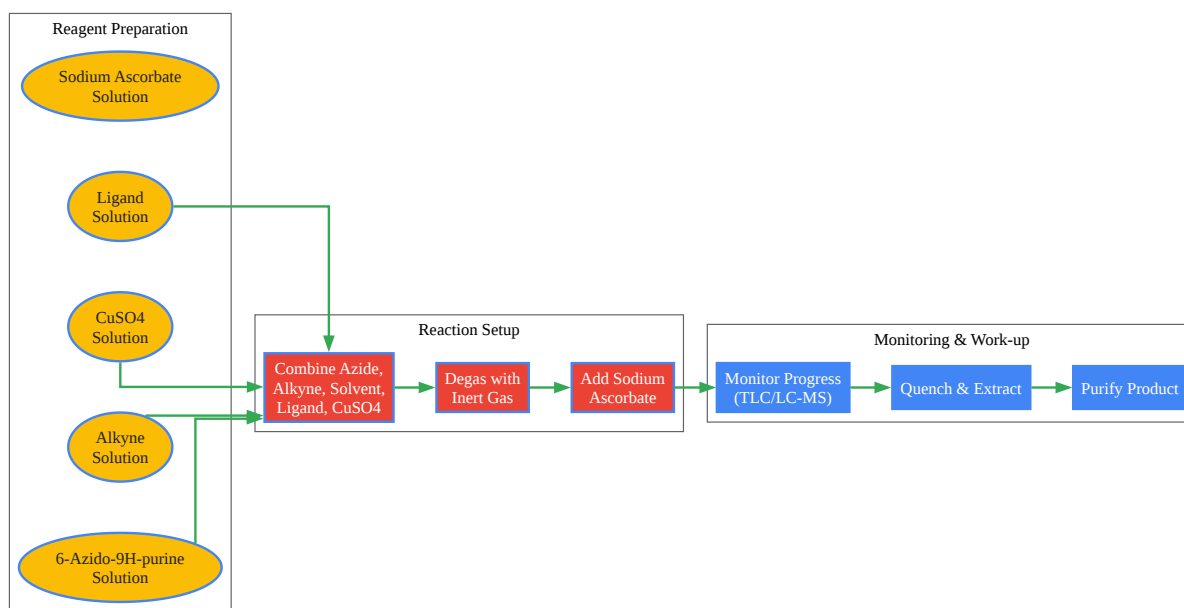 Reagent Preparation
Sodium Ascorbate
Solution
Ligand
Solution
CuSO4
Solution
Alkyne
Solution
6-Azido-9H-purine
Solution
Reaction Setup
Combine Azide,
Alkyne, Solvent,
Ligand, CuSO4
Degas with
Inert Gas
Add Sodium
Ascorbate
Monitoring & Work-up
Monitor Progress
(TLC/LC-MS)
Quench & Extract
Purify Product